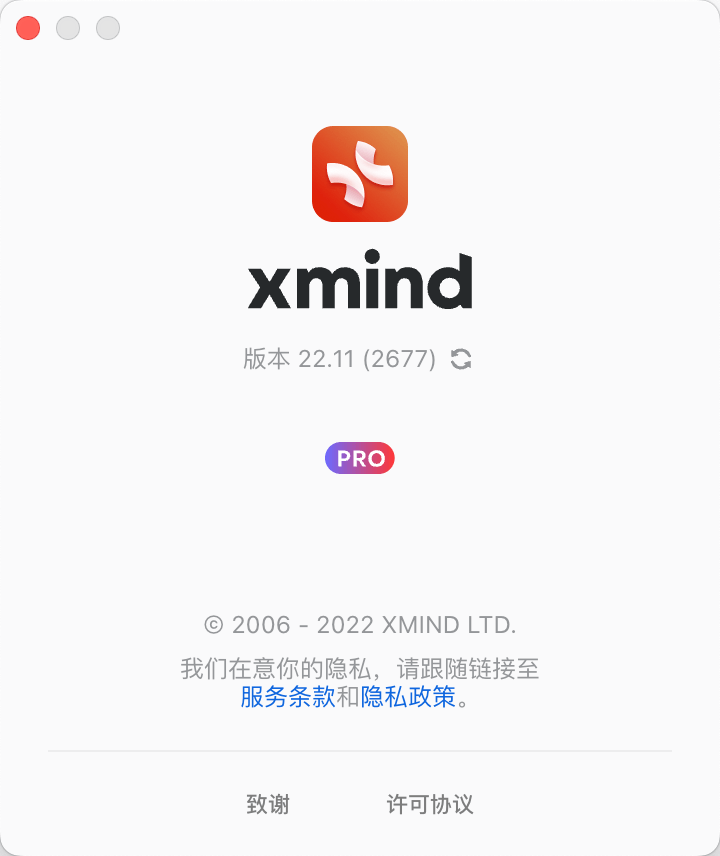 xmind
版本 22.11 (2677)
PRO
© 2006 - 2022 XMIND LTD.
我们在意你的隐私，请跟随链接至
服务条款和隐私政策。
致谢 许可协议